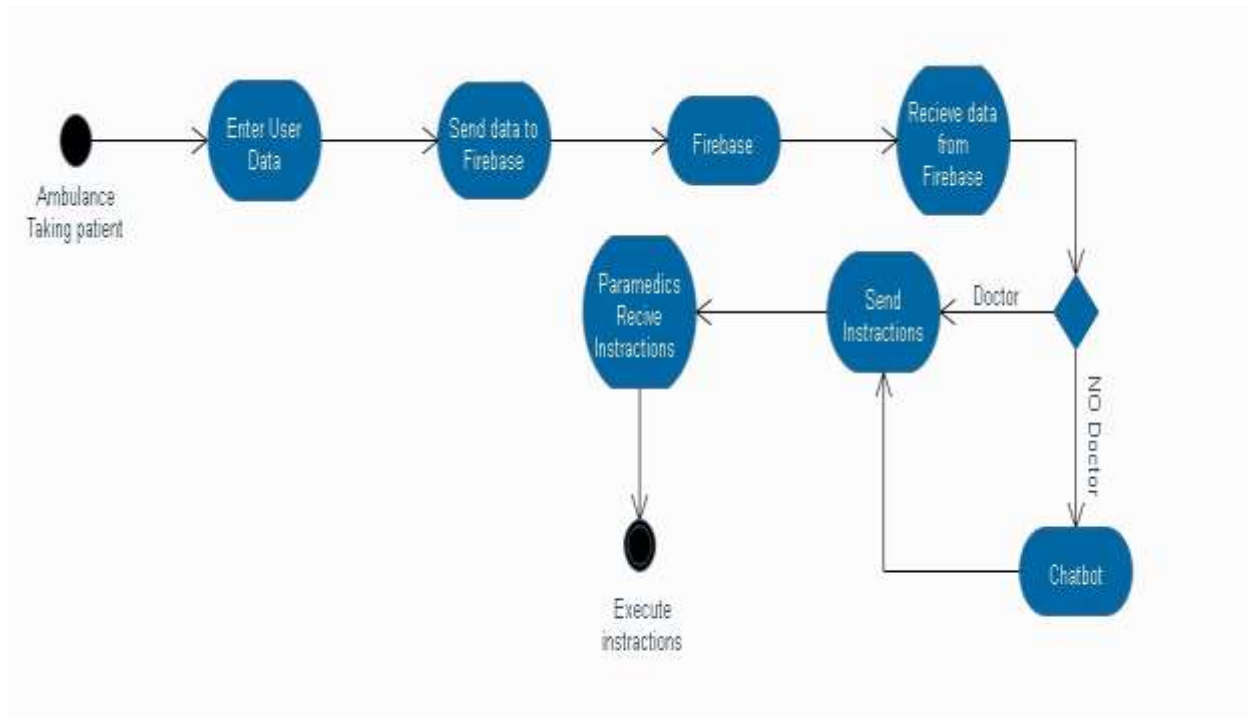 Ambulance
Taking patient
Enter User
Data
Send data to
Firebase
Firebase
Recieve data
from
Firebase
Doctor
NO Doctor
Send
Instractions
Paramedics
Recive
Instractions
Chatbot
Execute
instractions